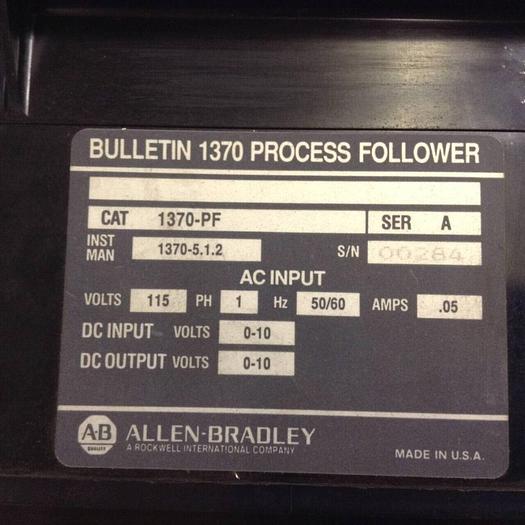 BULLETIN 1370 PROCESS FOLLOWER
CAT 1370-PF SER A
INST MAN 1370-5.1.2 S/N 00284
AC INPUT
VOLTS 115 PH 1 Hz 50/60 AMPS .05
DC INPUT VOLTS 0-10
DC OUTPUT VOLTS 0-10
A-B QUALITY ALLEN-BRADLEY
A ROCKWELL INTERNATIONAL COMPANY
MADE IN U.S.A.